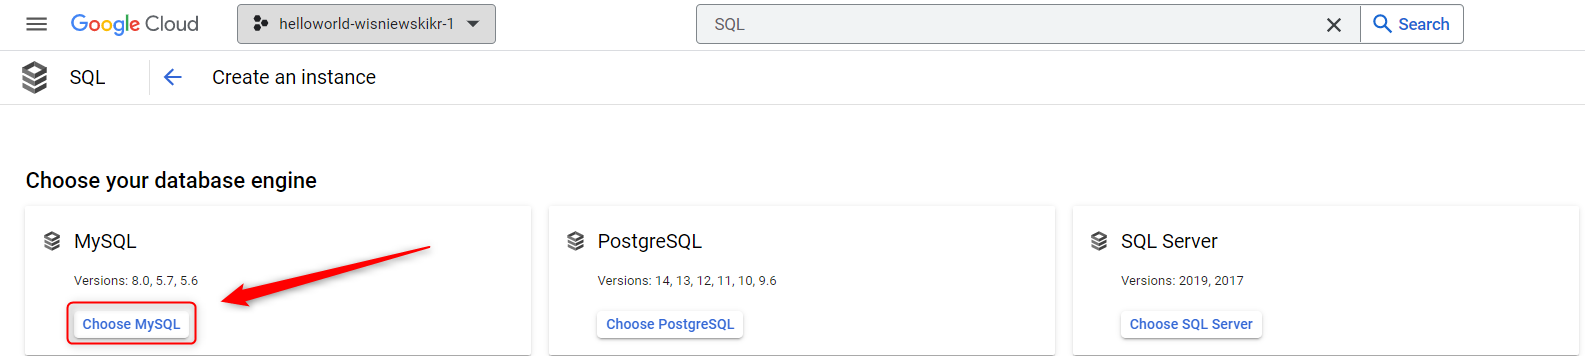 Google Cloud helloworld-wisniewskikr-1 SQL Search
SQL Create an instance
Choose your database engine
MySQL
Versions: 8.0, 5.7, 5.6
Choose MySQL
PostgreSQL
Versions: 14, 13, 12, 11, 10, 9.6
Choose PostgreSQL
SQL Server
Versions: 2019, 2017
Choose SQL Server